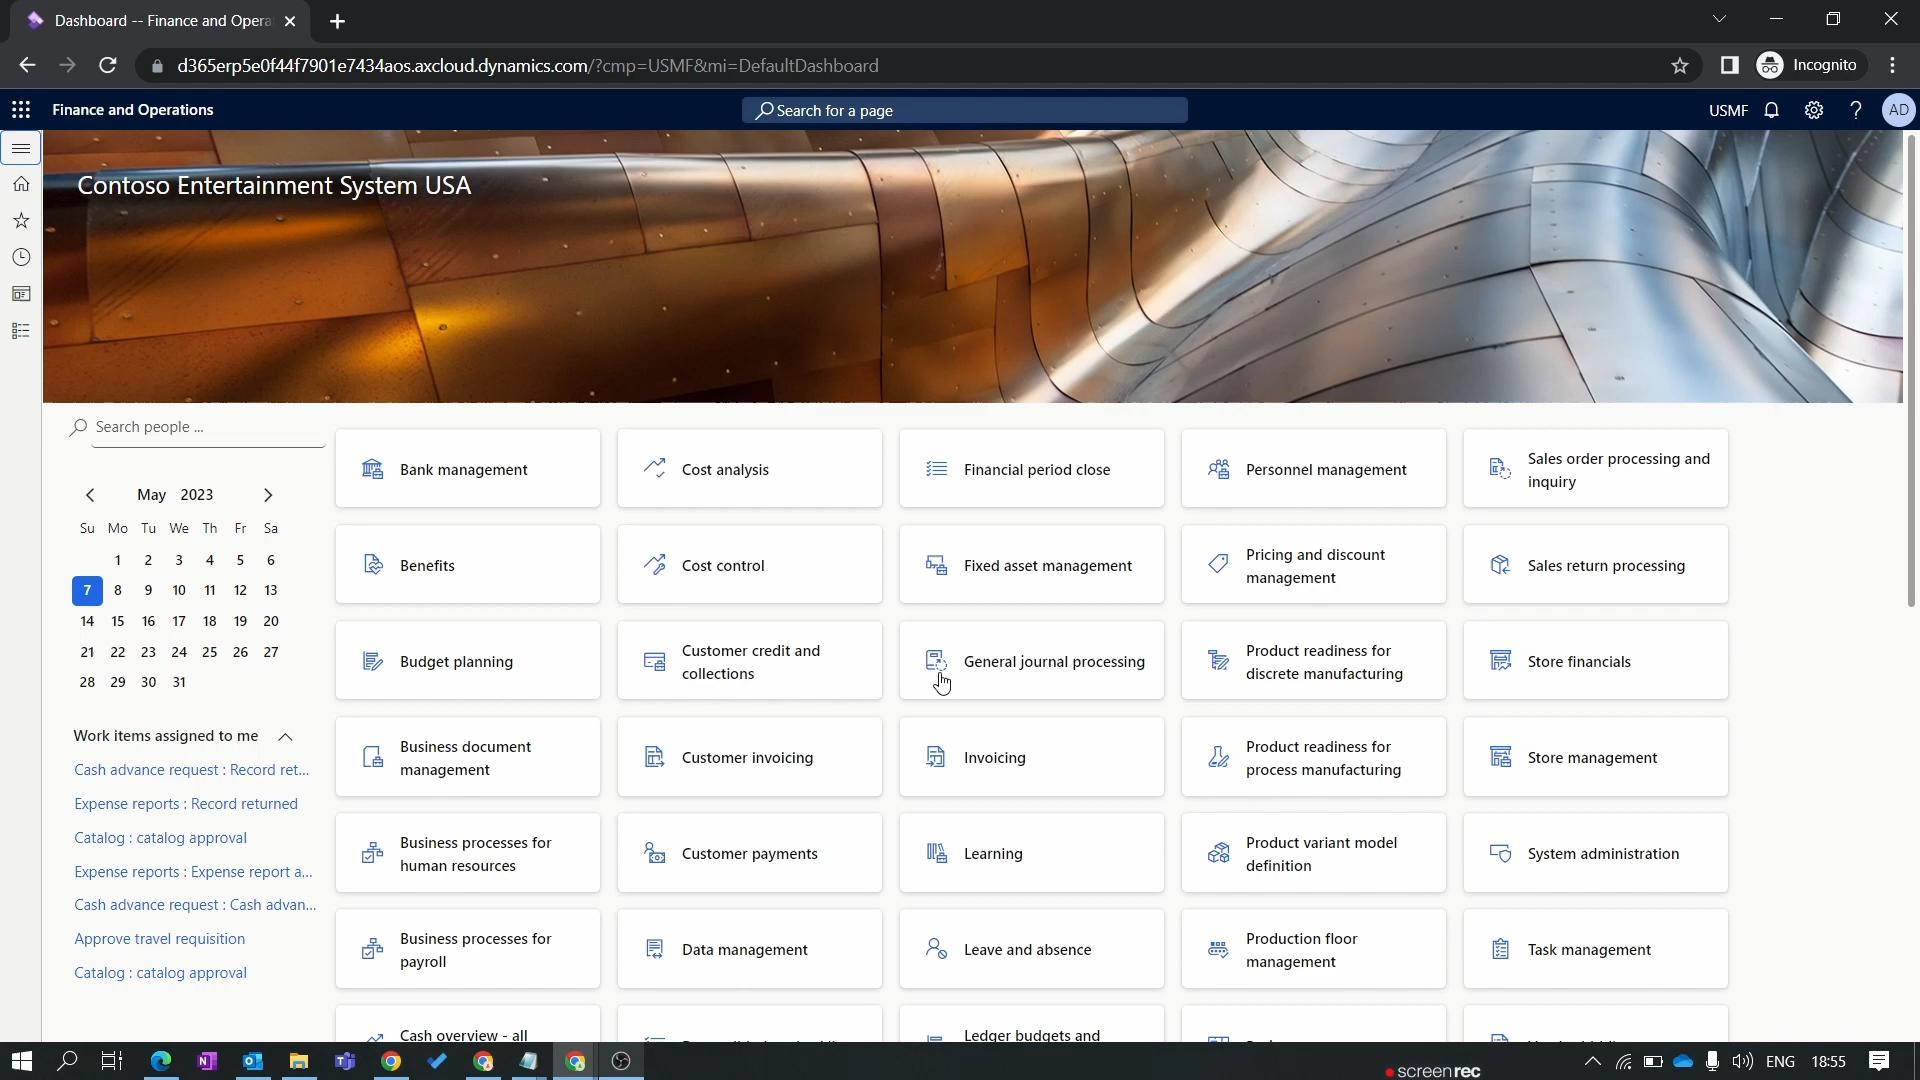 Dashboard -- Finance and Opera
d365erp5e0f44f7901e7434aos.axcloud.dynamics.com/?cmp=USMF&mi=DefaultDashboard
Incognito
Finance and Operations
Search for a page
USMF
AD
Contoso Entertainment System USA
Search people ...
May 2023
Su Mo Tu We Th Fr Sa
1 2 3 4 5 6
7 8 9 10 11 12 13
14 15 16 17 18 19 20
21 22 23 24 25 26 27
28 29 30 31
Work items assigned to me
Cash advance request : Record ret...
Expense reports : Record returned
Catalog : catalog approval
Expense reports : Expense report a...
Cash advance request : Cash advan...
Approve travel requisition
Catalog : catalog approval
Bank management
Cost analysis
Financial period close
Personnel management
Sales order processing and
inquiry
Benefits
Cost control
Fixed asset management
Pricing and discount
management
Sales return processing
Budget planning
Customer credit and
collections
General journal processing
Product readiness for
discrete manufacturing
Store financials
Business document
management
Customer invoicing
Invoicing
Product readiness for
process manufacturing
Store management
Business processes for
human resources
Customer payments
Learning
Product variant model
definition
System administration
Business processes for
payroll
Data management
Leave and absence
Production floor
management
Task management
Cash overview - all
Ledger budgets and
ENG
18:55
screenrec